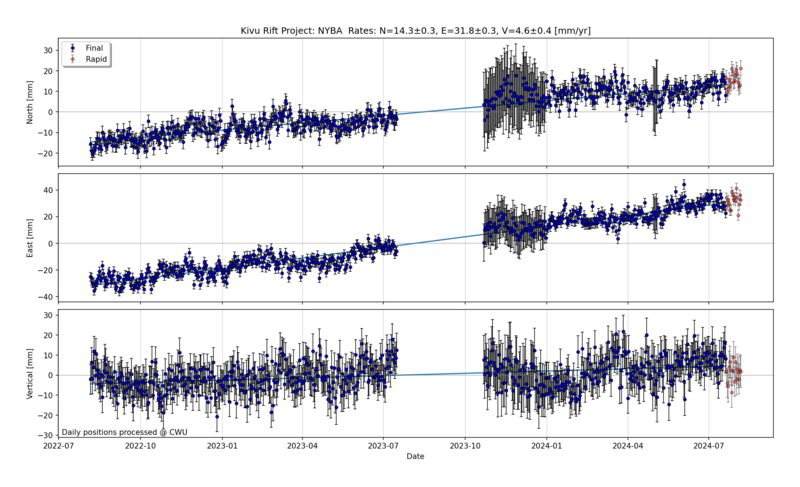 Kivu Rift Project: NYBA Rates: N=14.3±0.3, E=31.8±0.3, V=4.6±0.4 [mm/yr]
Final
Rapid
30
20
10
0
−10
−20
North [mm]
40
20
0
−20
−40
East [mm]
30
20
10
0
−10
−20
−30
Vertical [mm]
Daily positions processed @ CWU
2022-07 2022-10 2023-01 2023-04 2023-07 2023-10 2024-01 2024-04 2024-07
Date